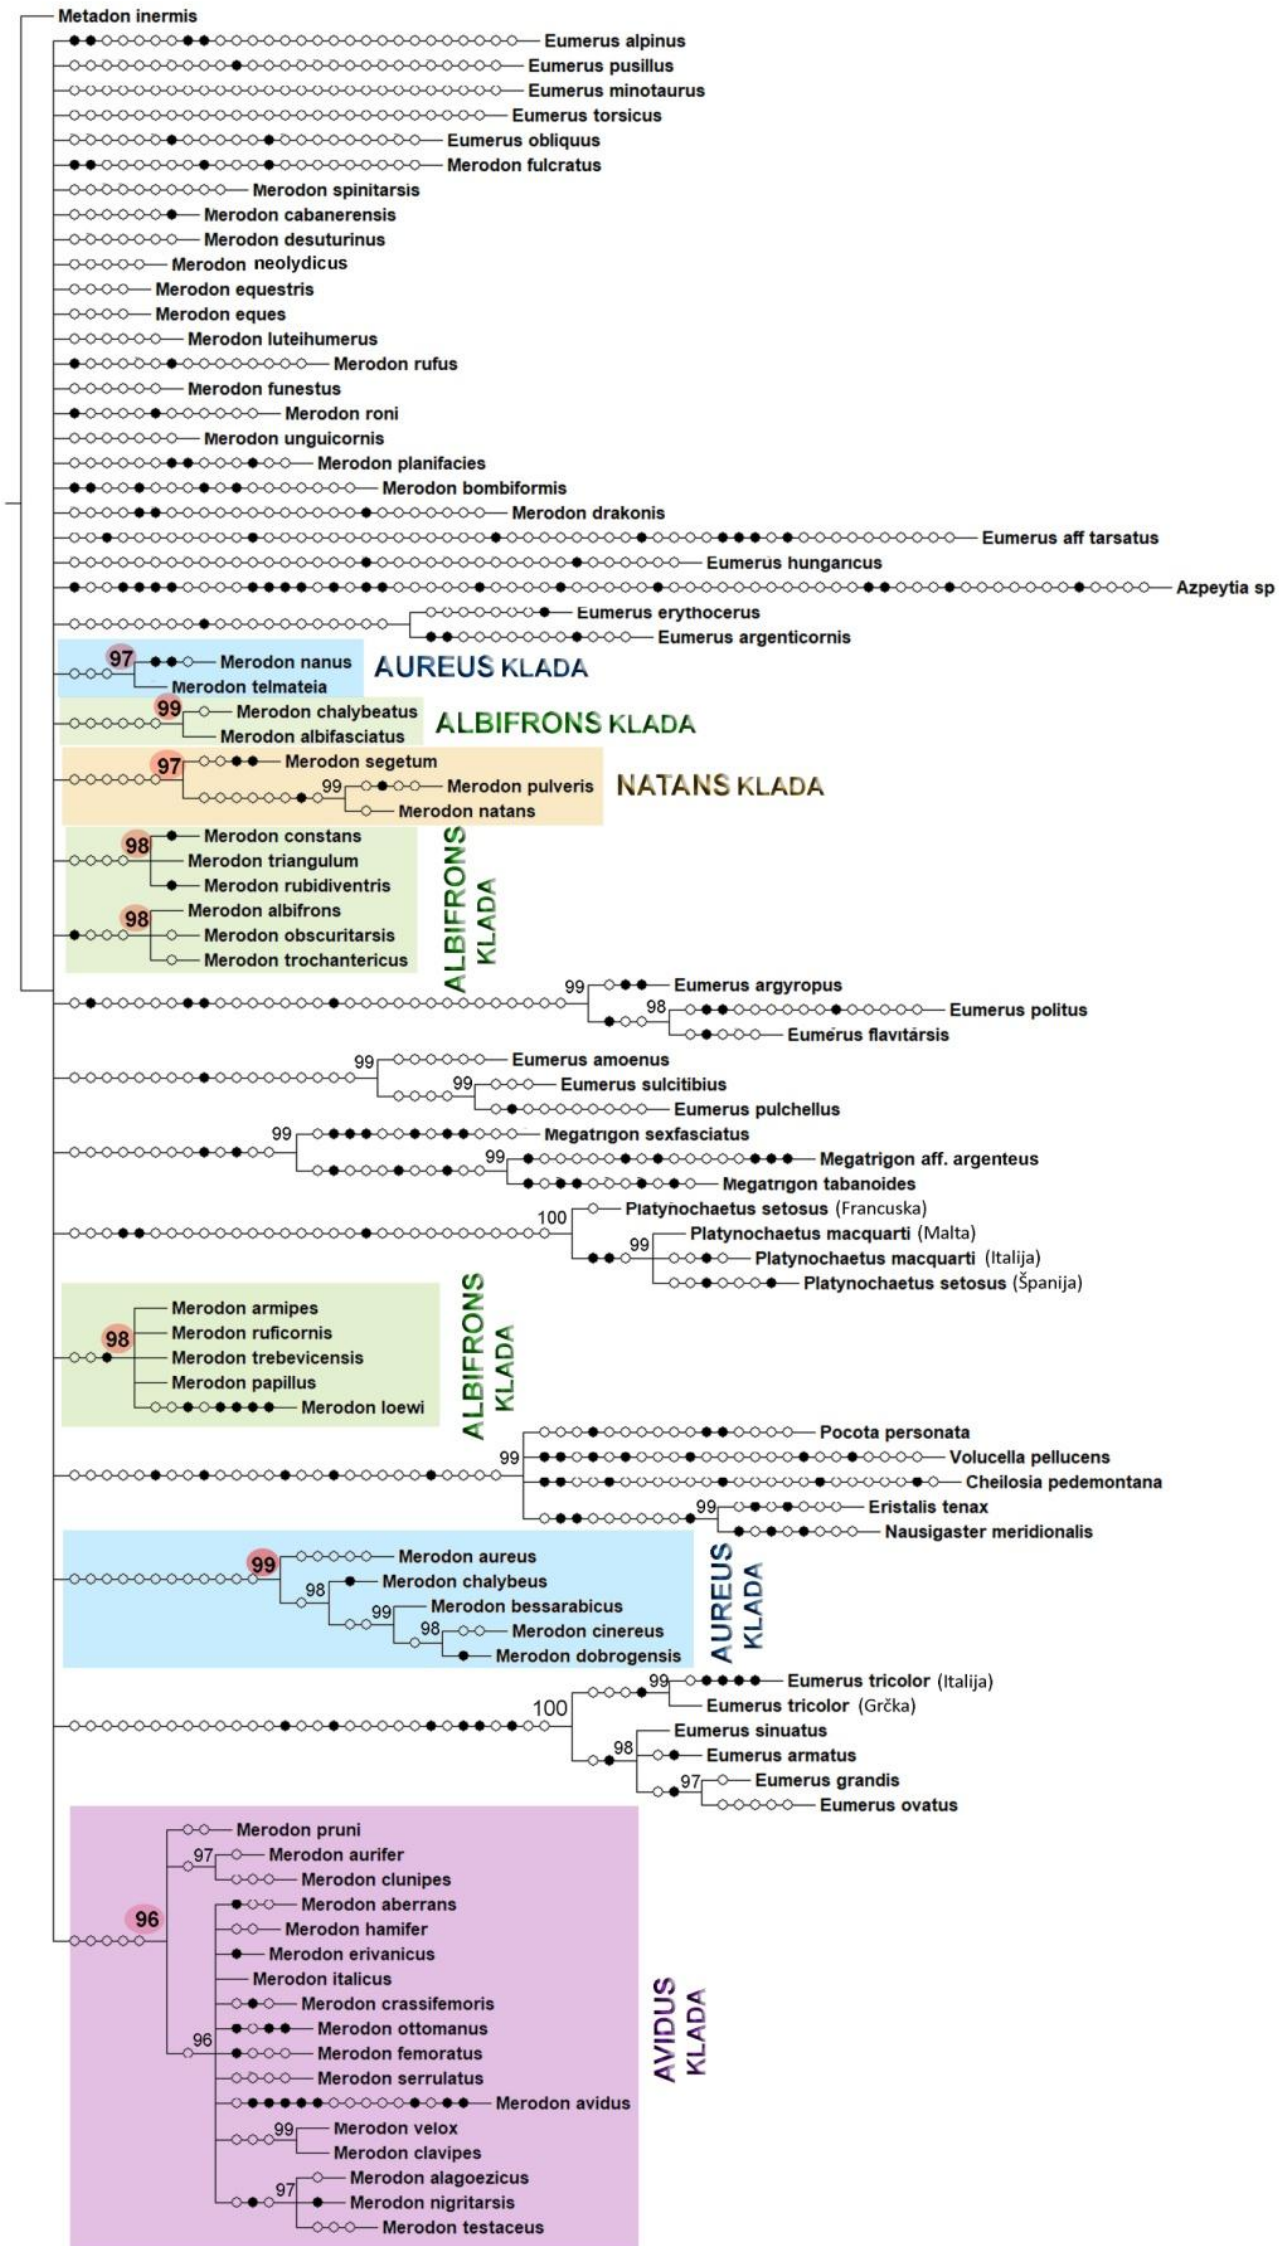 Metadon inermis
Eumerus alpinus
Eumerus pusillus
Eumerus minotaurus
Eumerus torsicus
Eumerus obliquus
Merodon fulcratus
Merodon spinitarsis
Merodon cabanerensis
Merodon desuturinus
Merodon neolydicus
Merodon equestris
Merodon eques
Merodon luteihumerus
Merodon rufus
Merodon funestus
Merodon roni
Merodon unguicornis
Merodon planifacies
Merodon bombiformis
Merodon drakonis
Eumerus aff tarsatus
Eumerus hungaricus
Azpeytia sp
Eumerus erythocerus
Eumerus argenticornis
97
Merodon nanus
AUREUS KLADA
Merodon telmateia
99
Merodon chalybeatus
ALBIFRONS KLADA
Merodon albifasciatus
97
Merodon segetum
99
Merodon pulveris
NATANS KLADA
Merodon natans
98
Merodon constans
Merodon triangulum
Merodon rubidiventris
ALBIFRONS
KLADA
98
Merodon albifrons
Merodon obscuritarsis
Merodon trochantericus
99
Eumerus argyropus
98
Eumerus politus
Eumerus flavitarsis
99
Eumerus amoenus
99
Eumerus sulcitibius
Eumerus pulchellus
99
Megatrigon sexfasciatus
99
Megatrigon aff. argenteus
Megatrigon tabanoides
100
Platynochaetus setosus (Francuska)
Platynochaetus macquarti (Malta)
99
Platynochaetus macquarti (Italija)
Platynochaetus setosus (Španija)
Merodon armipes
98
Merodon ruficornis
Merodon trebevicensis
Merodon papillus
Merodon loewi
ALBIFRONS
KLADA
Pocota personata
99
Volucella pellucens
Cheilosia pedemontana
99
Eristalis tenax
Nausigaster meridionalis
99
Merodon aureus
98
Merodon chalybeus
99
Merodon bessarabicus
98
Merodon cinereus
Merodon dobrogensis
AUREUS
KLADA
99
Eumerus tricolor (Italija)
100
Eumerus tricolor (Grčka)
Eumerus sinuatus
98
Eumerus armatus
97
Eumerus grandis
Eumerus ovatus
Merodon pruni
97
Merodon aurifer
Merodon clunipes
96
Merodon aberrans
Merodon hamifer
Merodon erivanicus
Merodon italicus
Merodon crassifemoris
96
Merodon ottomanus
Merodon femoratus
Merodon serrulatus
Merodon avidus
AVIDUS
KLADA
99
Merodon velox
Merodon clavipes
97
Merodon alagoezicus
Merodon nigritarsis
Merodon testaceus